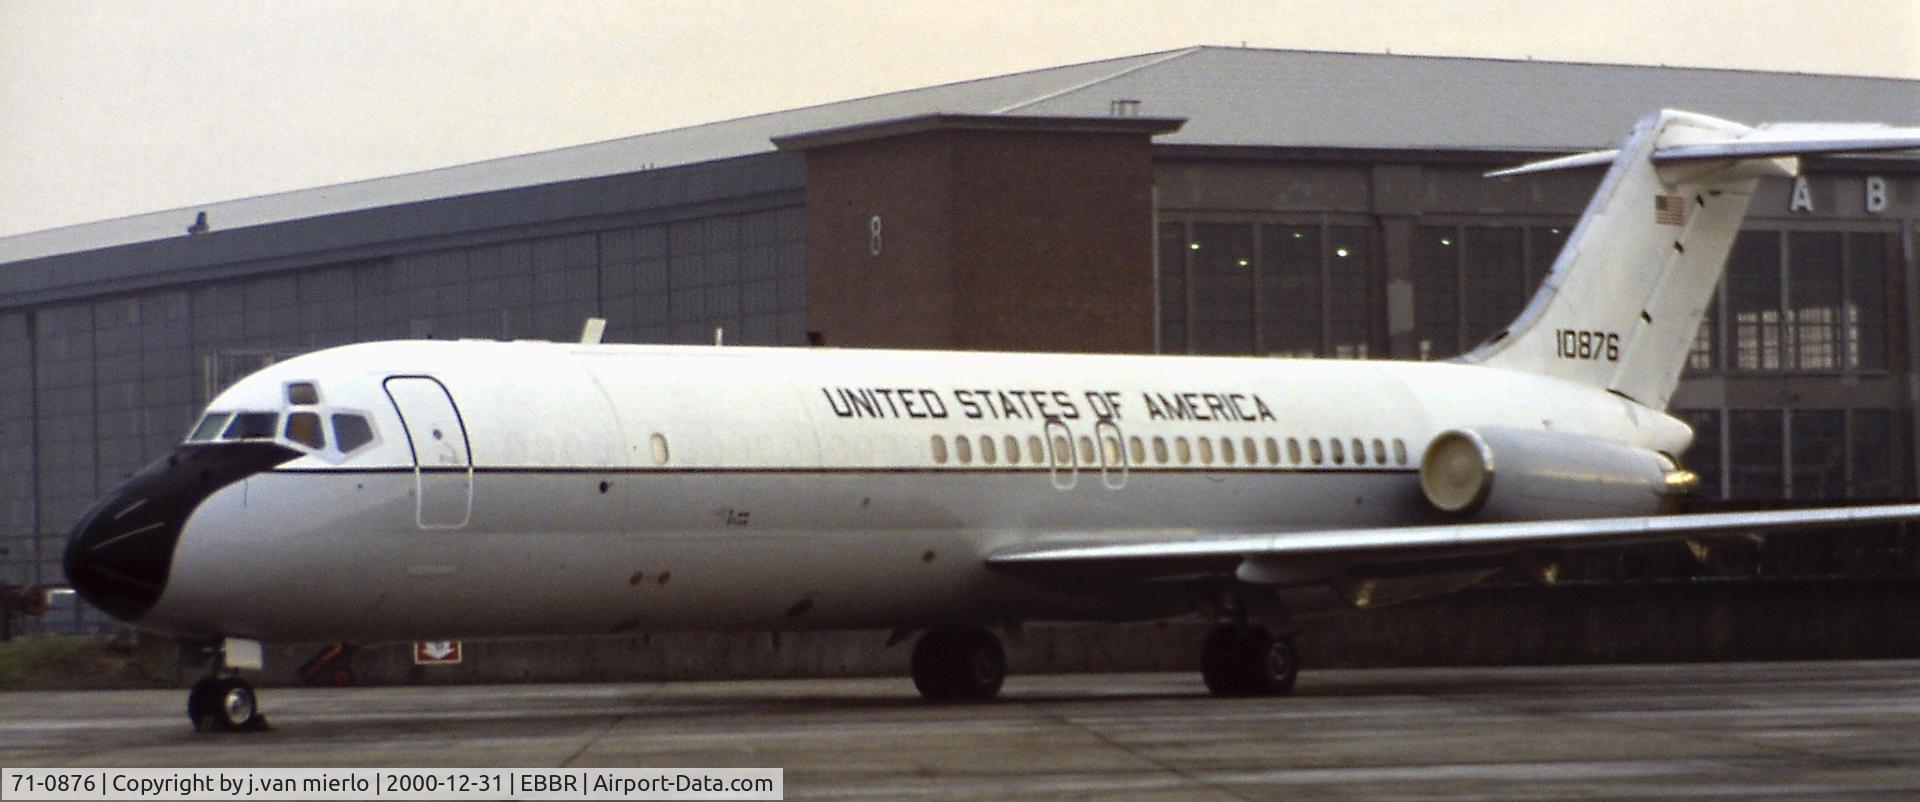 8
A B
10876
UNITED STATES OF AMERICA
71-0876 | Copyright by j.van mierlo | 2000-12-31 | EBBR | Airport-Data.com